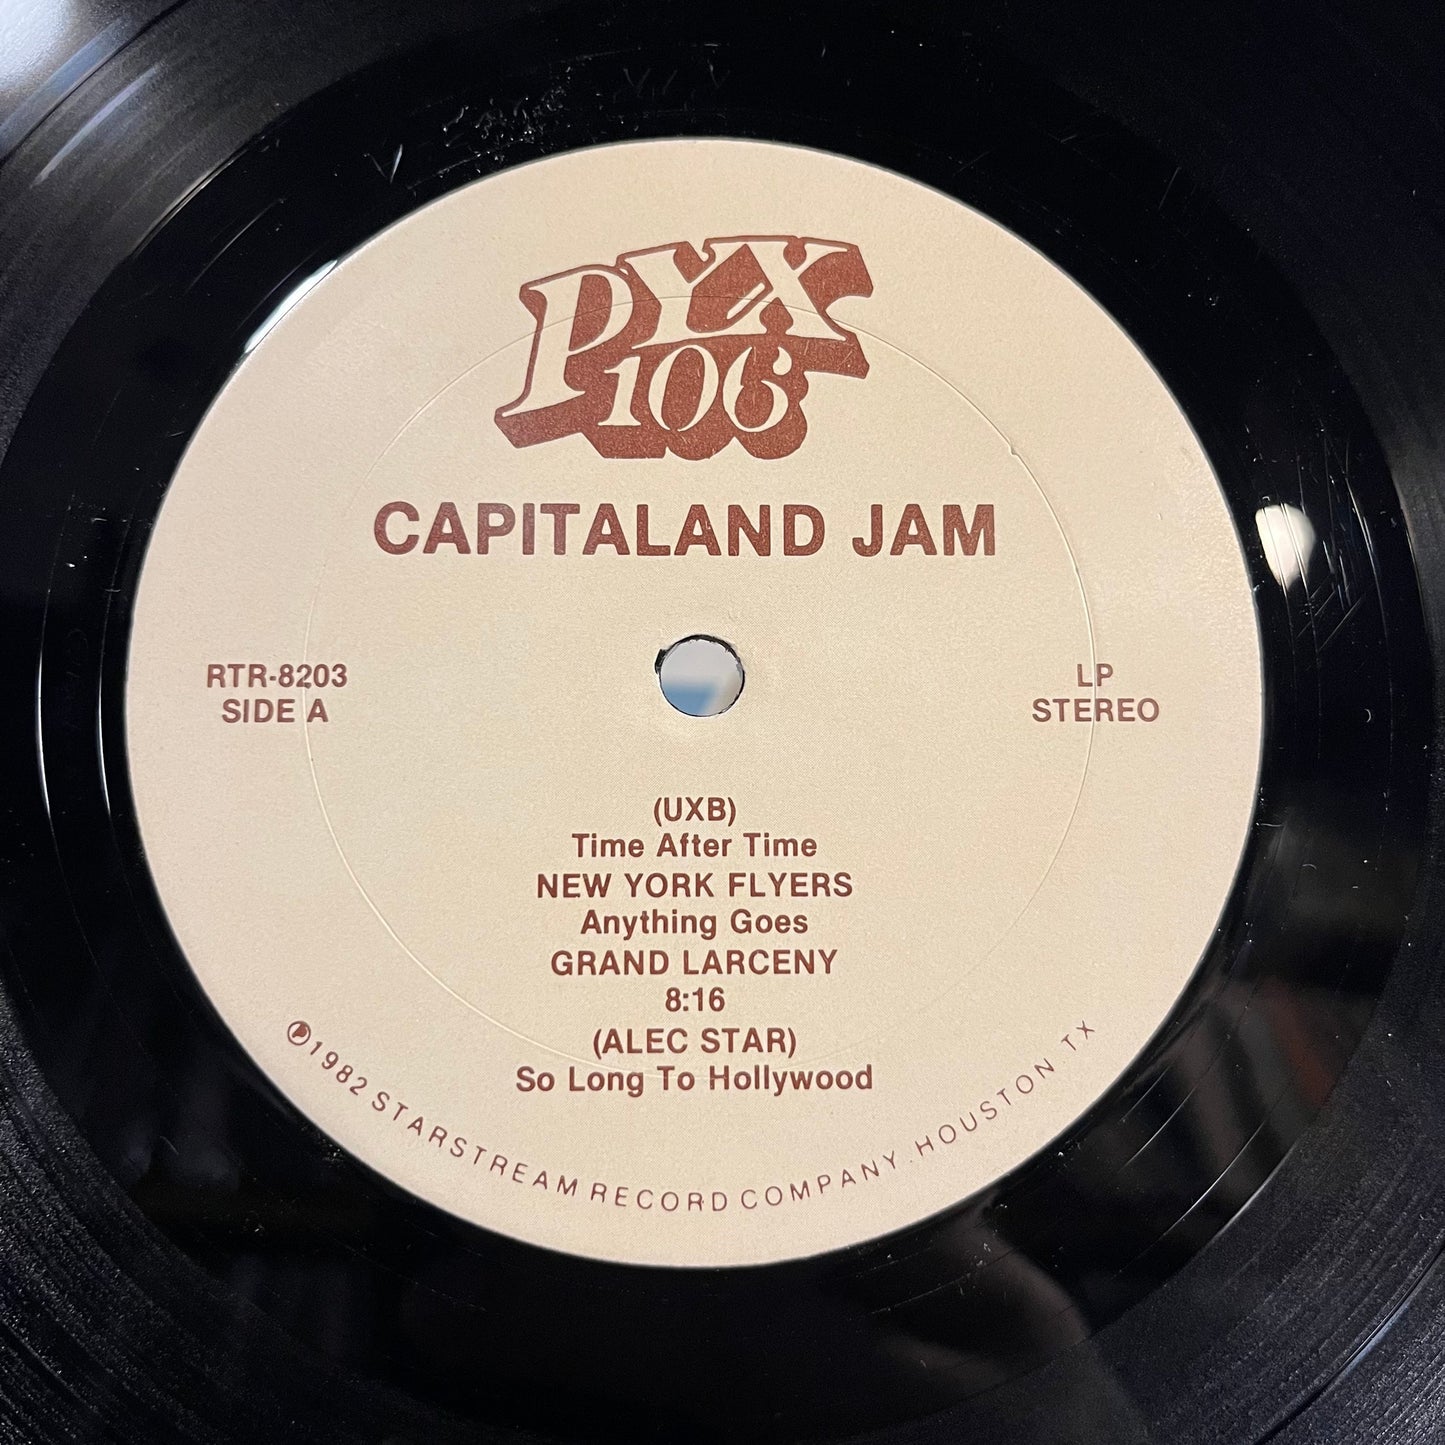 PYX
106
CAPITALAND JAM
RTR-8203
SIDE A
LP
STEREO
(UXB)
Time After Time
NEW YORK FLYERS
Anything Goes
GRAND LARCENY
8:16
(ALEC STAR)
So Long To Hollywood
℗1982 STARSTREAM RECORD COMPANY. HOUSTON TX